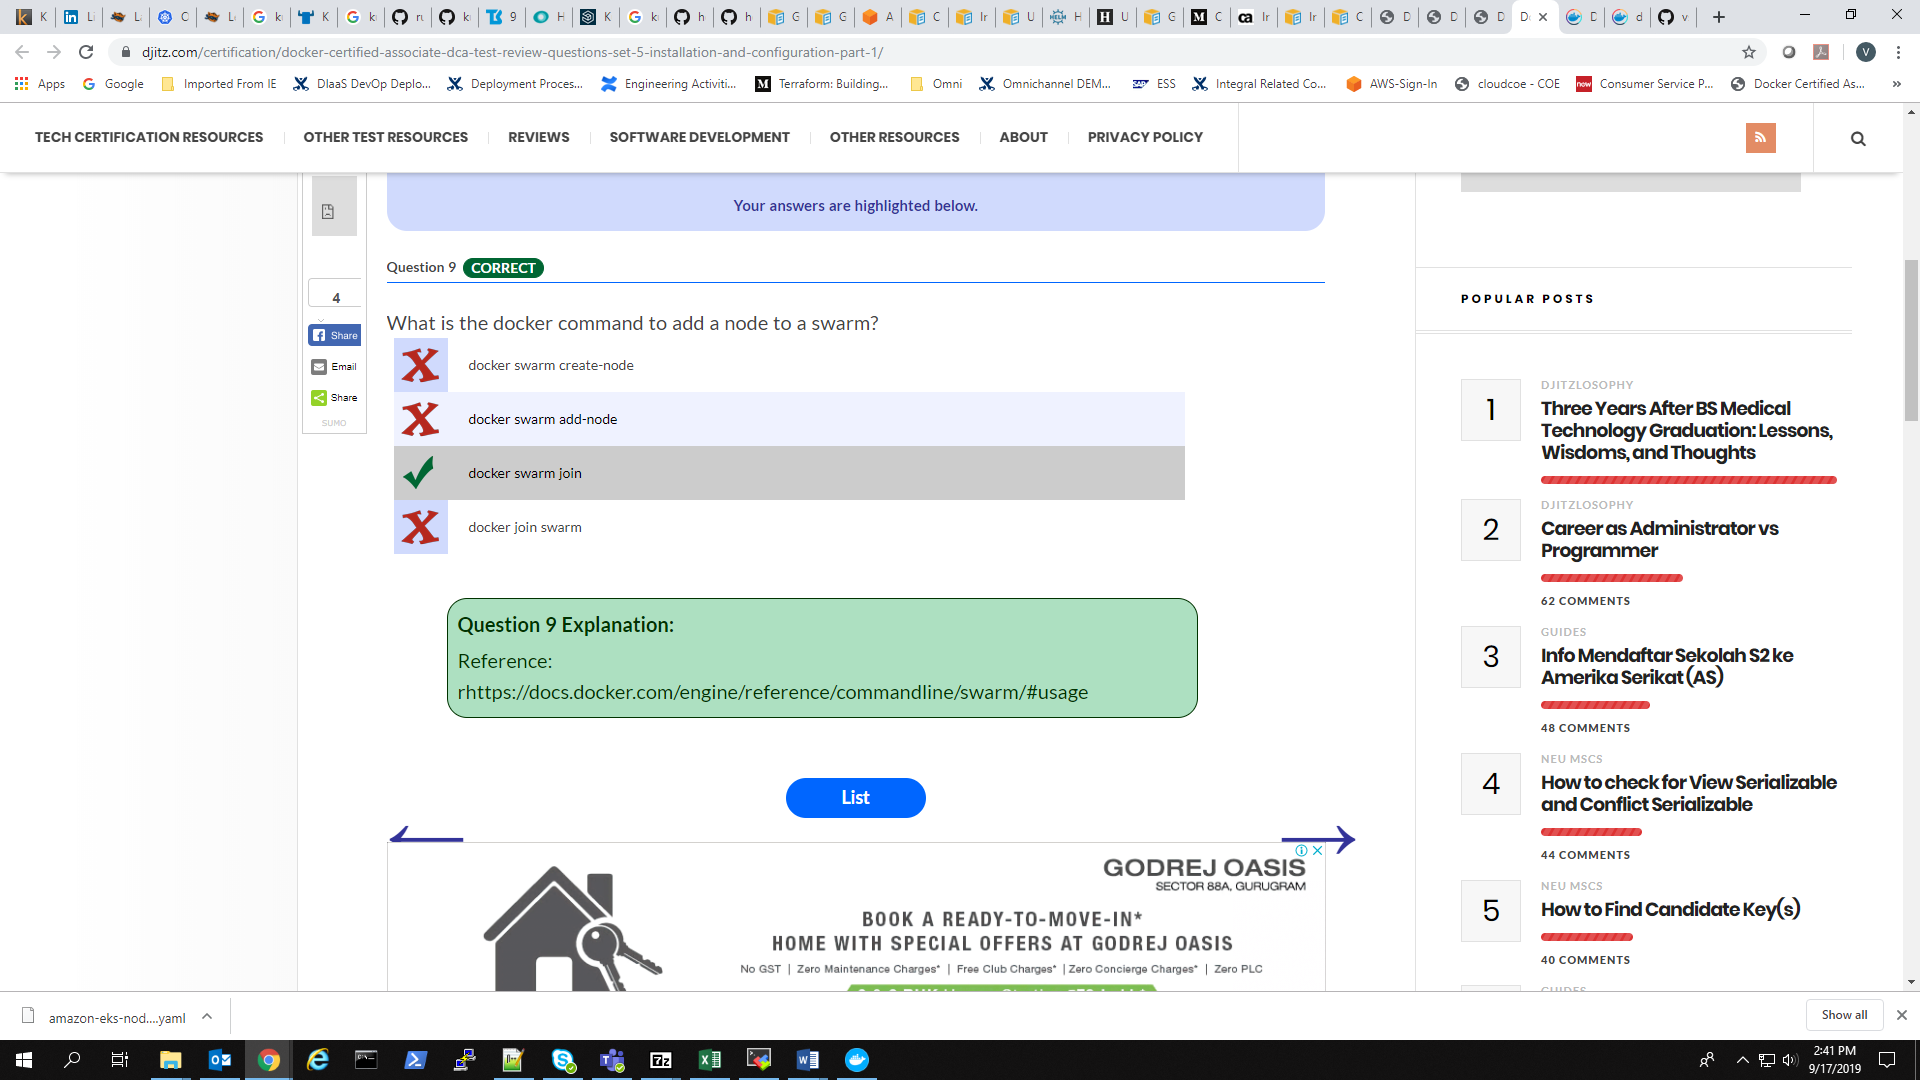 djitz.com/certification/docker-certified-associate-dca-test-review-questions-set-5-installation-and-configuration-part-1/
V
Apps
Google
Imported From IE
DIaaS DevOp Deplo...
Deployment Proces...
Engineering Activiti...
Terraform: Building...
Omni
Omnichannel DEM...
ESS
Integral Related Co...
AWS-Sign-In
cloudcoe - COE
Consumer Service P...
Docker Certified As...
TECH CERTIFICATION RESOURCES
OTHER TEST RESOURCES
REVIEWS
SOFTWARE DEVELOPMENT
OTHER RESOURCES
ABOUT
PRIVACY POLICY
4
Share
Email
Share
SUMO
Your answers are highlighted below.
Question 9 CORRECT
What is the docker command to add a node to a swarm?
docker swarm create-node
docker swarm add-node
docker swarm join
docker join swarm
Question 9 Explanation:
Reference:
rhttps://docs.docker.com/engine/reference/commandline/swarm/#usage
List
GODREJ OASIS
SECTOR 88A, GURUGRAM
BOOK A READY-TO-MOVE-IN*
HOME WITH SPECIAL OFFERS AT GODREJ OASIS
No GST | Zero Maintenance Charges* | Free Club Charges* | Zero Concierge Charges* | Zero PLC
POPULAR POSTS
1
DJITZLOSOPHY
Three Years After BS Medical
Technology Graduation: Lessons,
Wisdoms, and Thoughts
2
DJITZLOSOPHY
Career as Administrator vs
Programmer
62 COMMENTS
3
GUIDES
Info Mendaftar Sekolah S2 ke
Amerika Serikat (AS)
48 COMMENTS
4
NEU MSCS
How to check for View Serializable
and Conflict Serializable
44 COMMENTS
5
NEU MSCS
How to Find Candidate Key(s)
40 COMMENTS
GUIDES
amazon-eks-nod....yaml
Show all
2:41 PM
9/17/2019